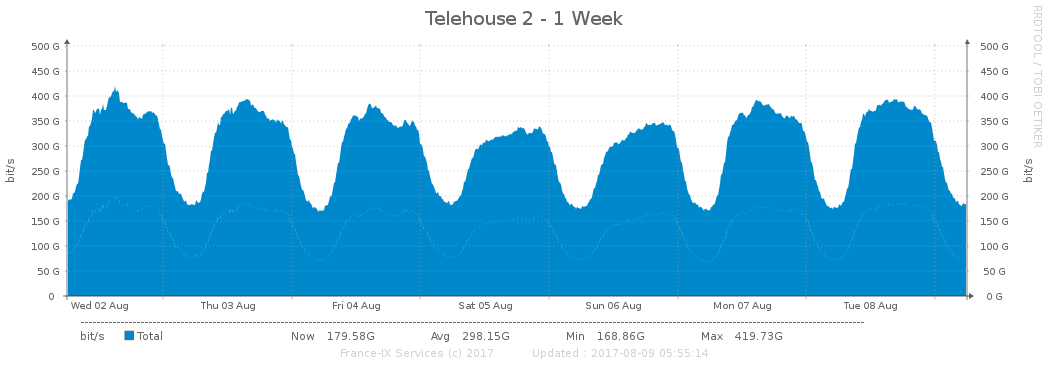 Telehouse 2 - 1 Week
RRDTOOL / TOBI OETIKER
500 G 500 G
450 G 450 G
400 G 400 G
350 G 350 G
300 G 300 G
250 G 250 G
200 G 200 G
150 G 150 G
100 G 100 G
50 G 50 G
0 0 G
bit/s bit/s
Wed 02 Aug Thu 03 Aug Fri 04 Aug Sat 05 Aug Sun 06 Aug Mon 07 Aug Tue 08 Aug
bit/s Total Now 179.58G Avg 298.15G Min 168.86G Max 419.73G
France-IX Services (c) 2017 Updated : 2017-08-09 05:55:14